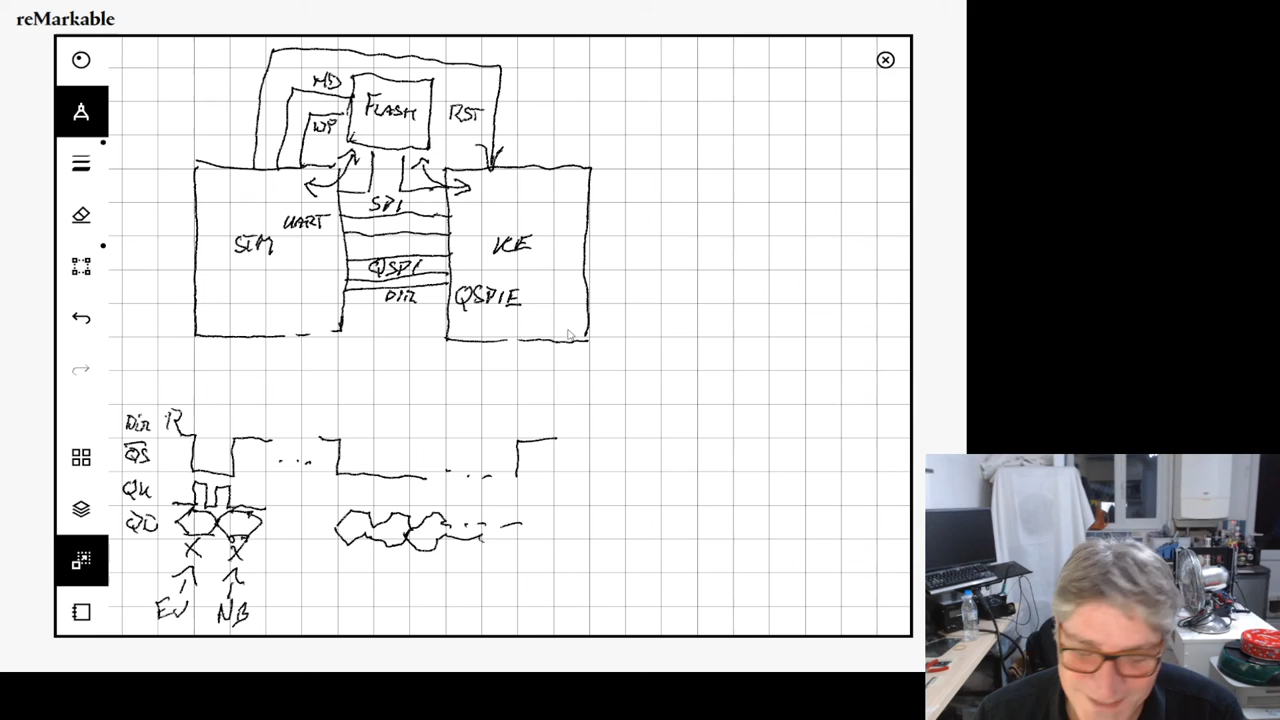 reMarkable
HD
FLASH
RST
WP
SPI
UART
STM
ICE
QSPI
DIR
QSPIE
DIR R
QS
QK
QD
X X
EV NB